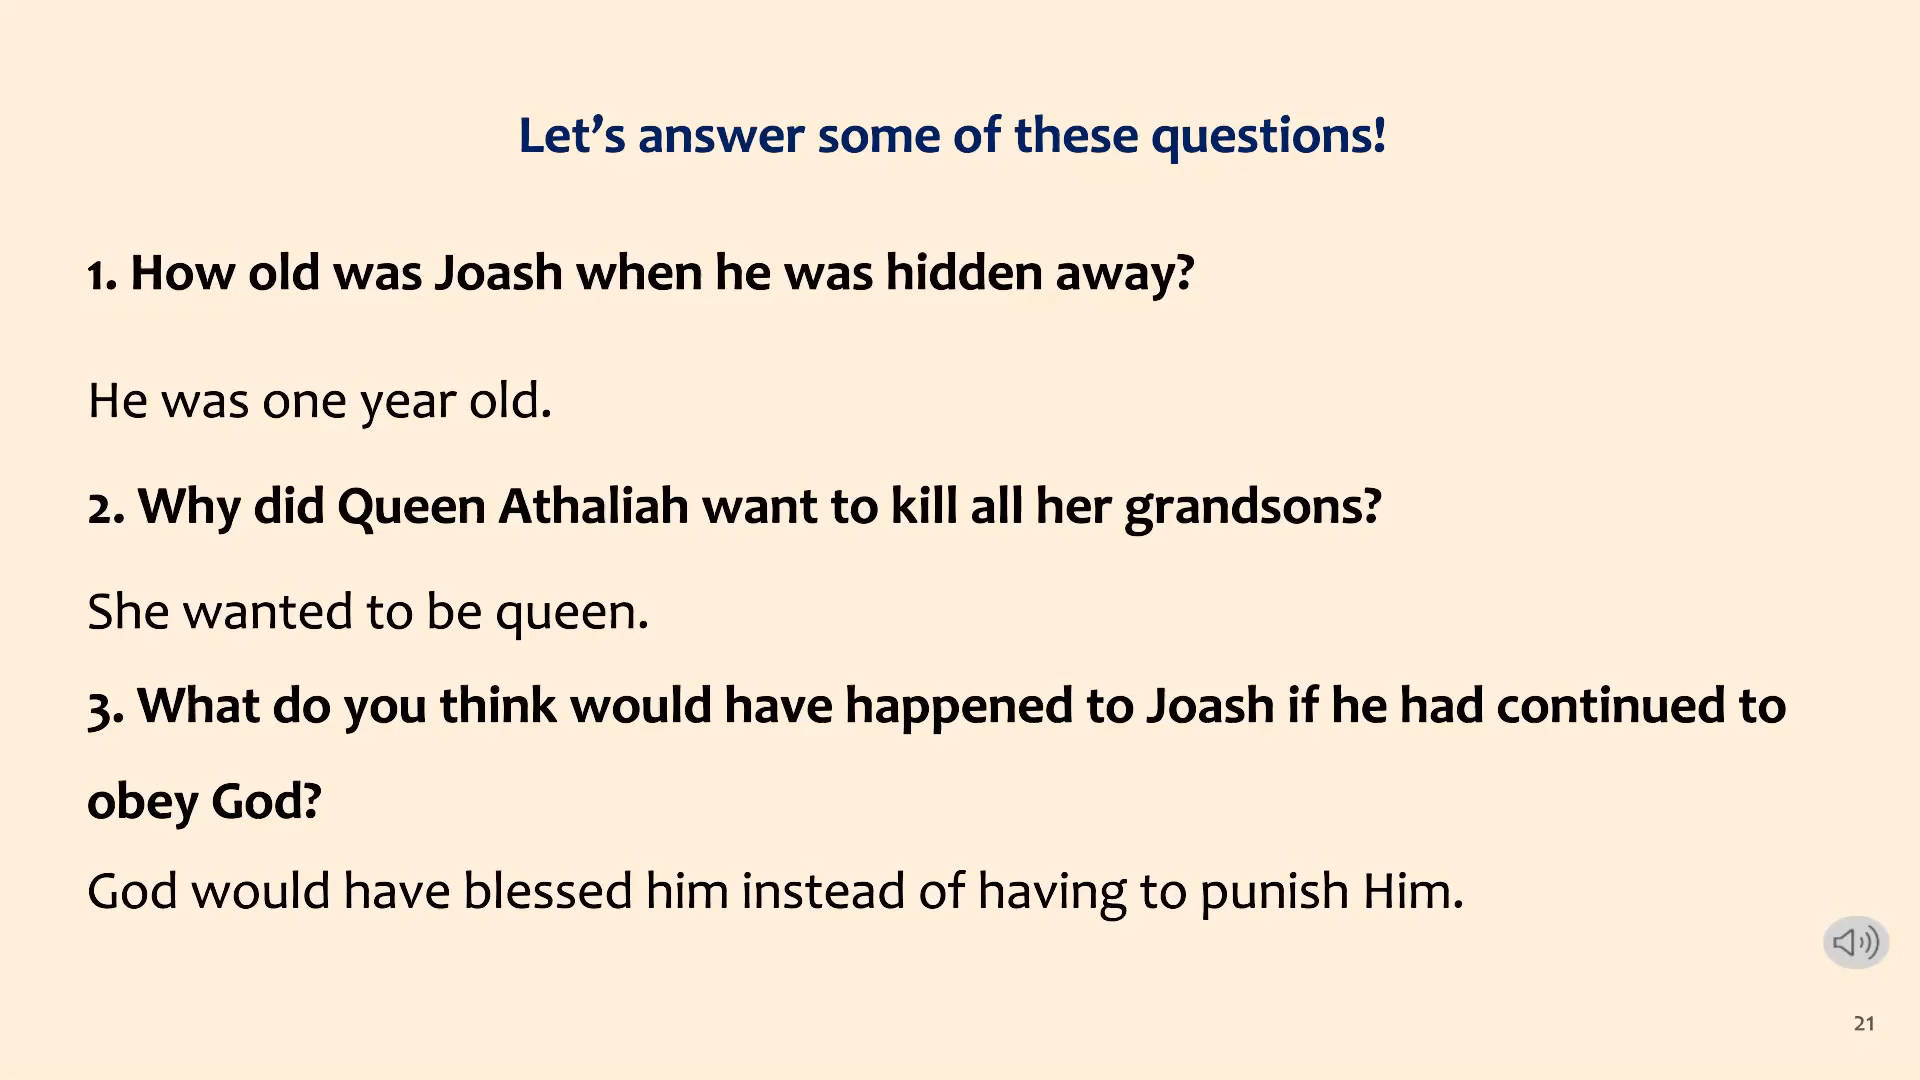 Let’s answer some of these questions!
1. How old was Joash when he was hidden away?
He was one year old.
2. Why did Queen Athaliah want to kill all her grandsons?
She wanted to be queen.
3. What do you think would have happened to Joash if he had continued to
obey God?
God would have blessed him instead of having to punish Him.
21